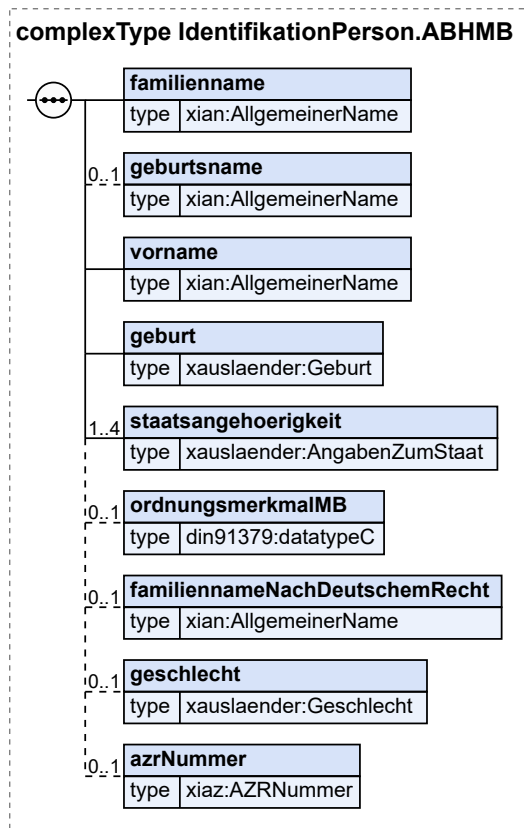 complexType IdentifikationPerson.ABHMB
familienname
type xian:AllgemeinerName
0..1
geburtsname
type xian:AllgemeinerName
vorname
type xian:AllgemeinerName
geburt
type xauslaender:Geburt
1..4
staatsangehoerigkeit
type xauslaender:AngabenZumStaat
0..1
ordnungsmerkmalMB
type din91379:datatypeC
0..1
familiennameNachDeutschemRecht
type xian:AllgemeinerName
0..1
geschlecht
type xauslaender:Geschlecht
0..1
azrNummer
type xiaz:AZRNummer